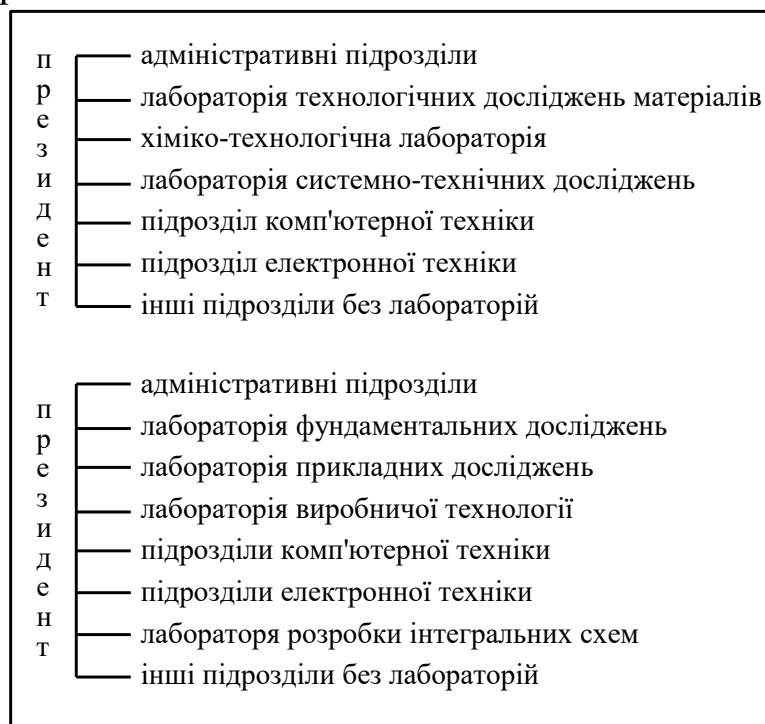 президент
адміністративні підрозділи
лабораторія технологічних досліджень матеріалів
хіміко-технологічна лабораторія
лабораторія системно-технічних досліджень
підрозділ комп'ютерної техніки
підрозділ електронної техніки
інші підрозділи без лабораторій
президент
адміністративні підрозділи
лабораторія фундаментальних досліджень
лабораторія прикладних досліджень
лабораторія виробничої технології
підрозділи комп'ютерної техніки
підрозділи електронної техніки
лабораторя розробки інтегральних схем
інші підрозділи без лабораторій